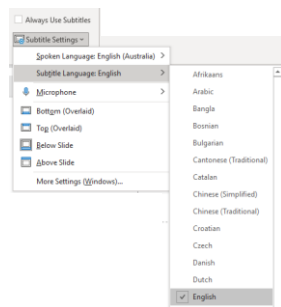 Always Use Subtitles
Subtitle Settings
Spoken Language: English (Australia)
Subtitle Language: English
Microphone
Bottom (Overlaid)
Top (Overlaid)
Below Slide
Above Slide
More Settings (Windows)...
Afrikaans
Arabic
Bangla
Bosnian
Bulgarian
Cantonese (Traditional)
Catalan
Chinese (Simplified)
Chinese (Traditional)
Croatian
Czech
Danish
Dutch
English